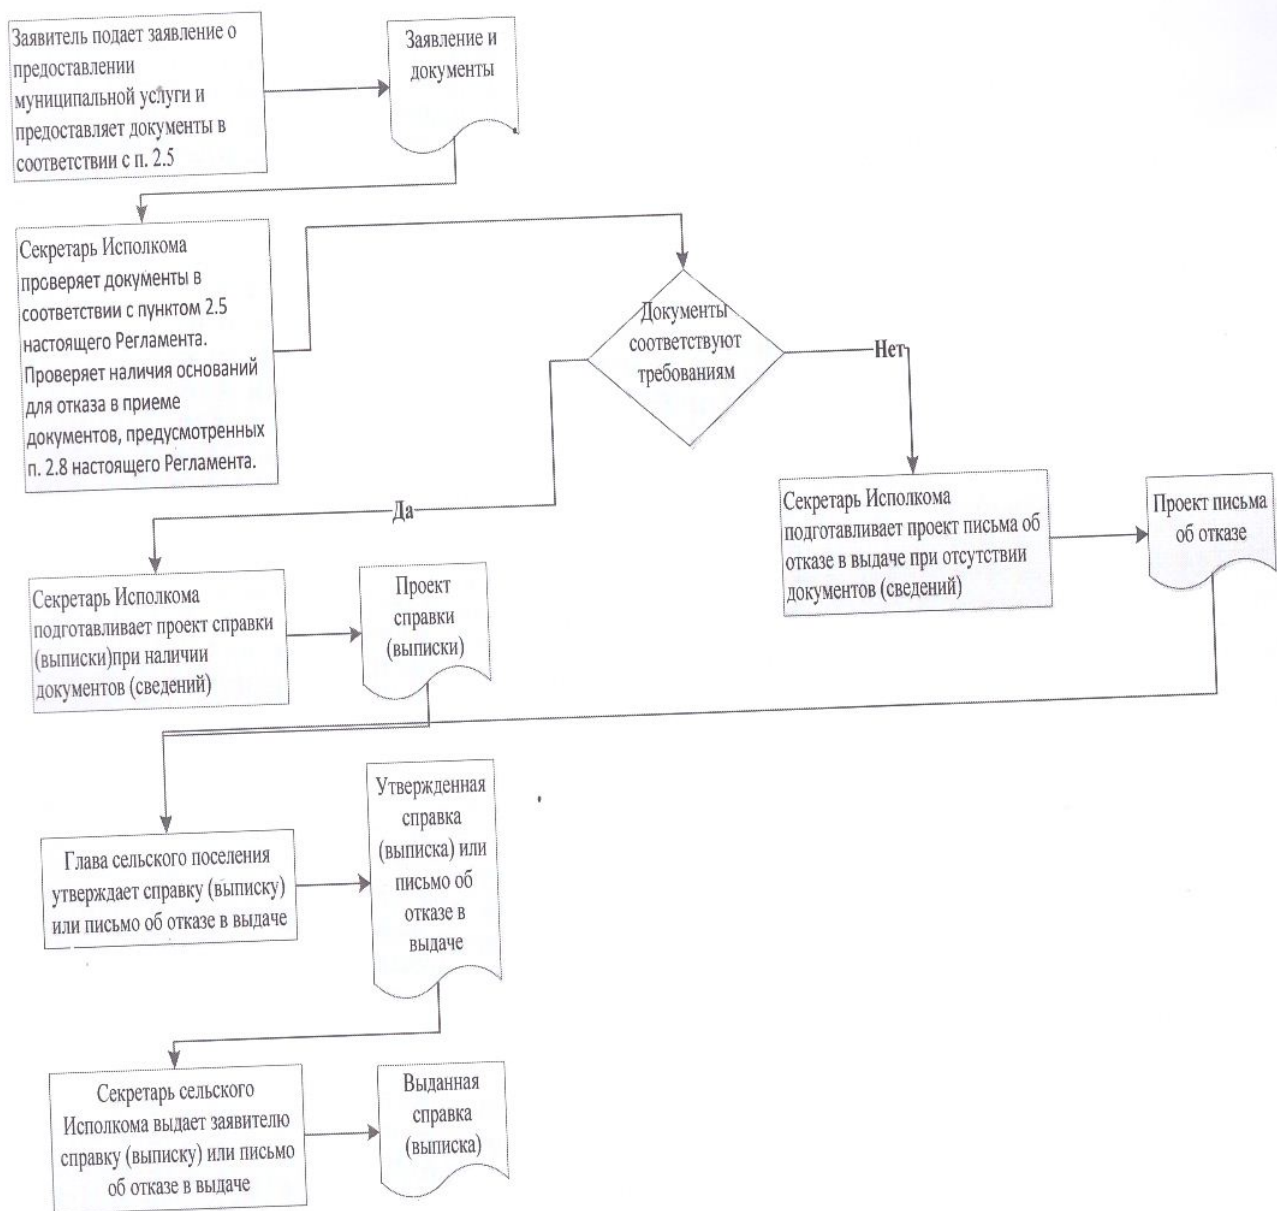 Заявитель подает заявление о
предоставлении
муниципальной услуги и
предоставляет документы в
соответствии с п. 2.5
Заявление и
документы
Секретарь Исполкома
проверяет документы в
соответствии с пунктом 2.5
настоящего Регламента.
Проверяет наличия оснований
для отказа в приеме
документов, предусмотренных
п. 2.8 настоящего Регламента.
Документы
соответствуют
требованиям
Нет
Да
Секретарь Исполкома
подготавливает проект письма об
отказе в выдаче при отсутствии
документов (сведений)
Проект письма
об отказе
Секретарь Исполкома
подготавливает проект справки
(выписки)при наличии
документов (сведений)
Проект
справки
(выписки)
Глава сельского поселения
утверждает справку (выписку)
или письмо об отказе в выдаче
Утвержденная
справка
(выписка) или
письмо об
отказе в
выдаче
Секретарь сельского
Исполкома выдает заявителю
справку (выписку) или письмо
об отказе в выдаче
Выданная
справка
(выписка)